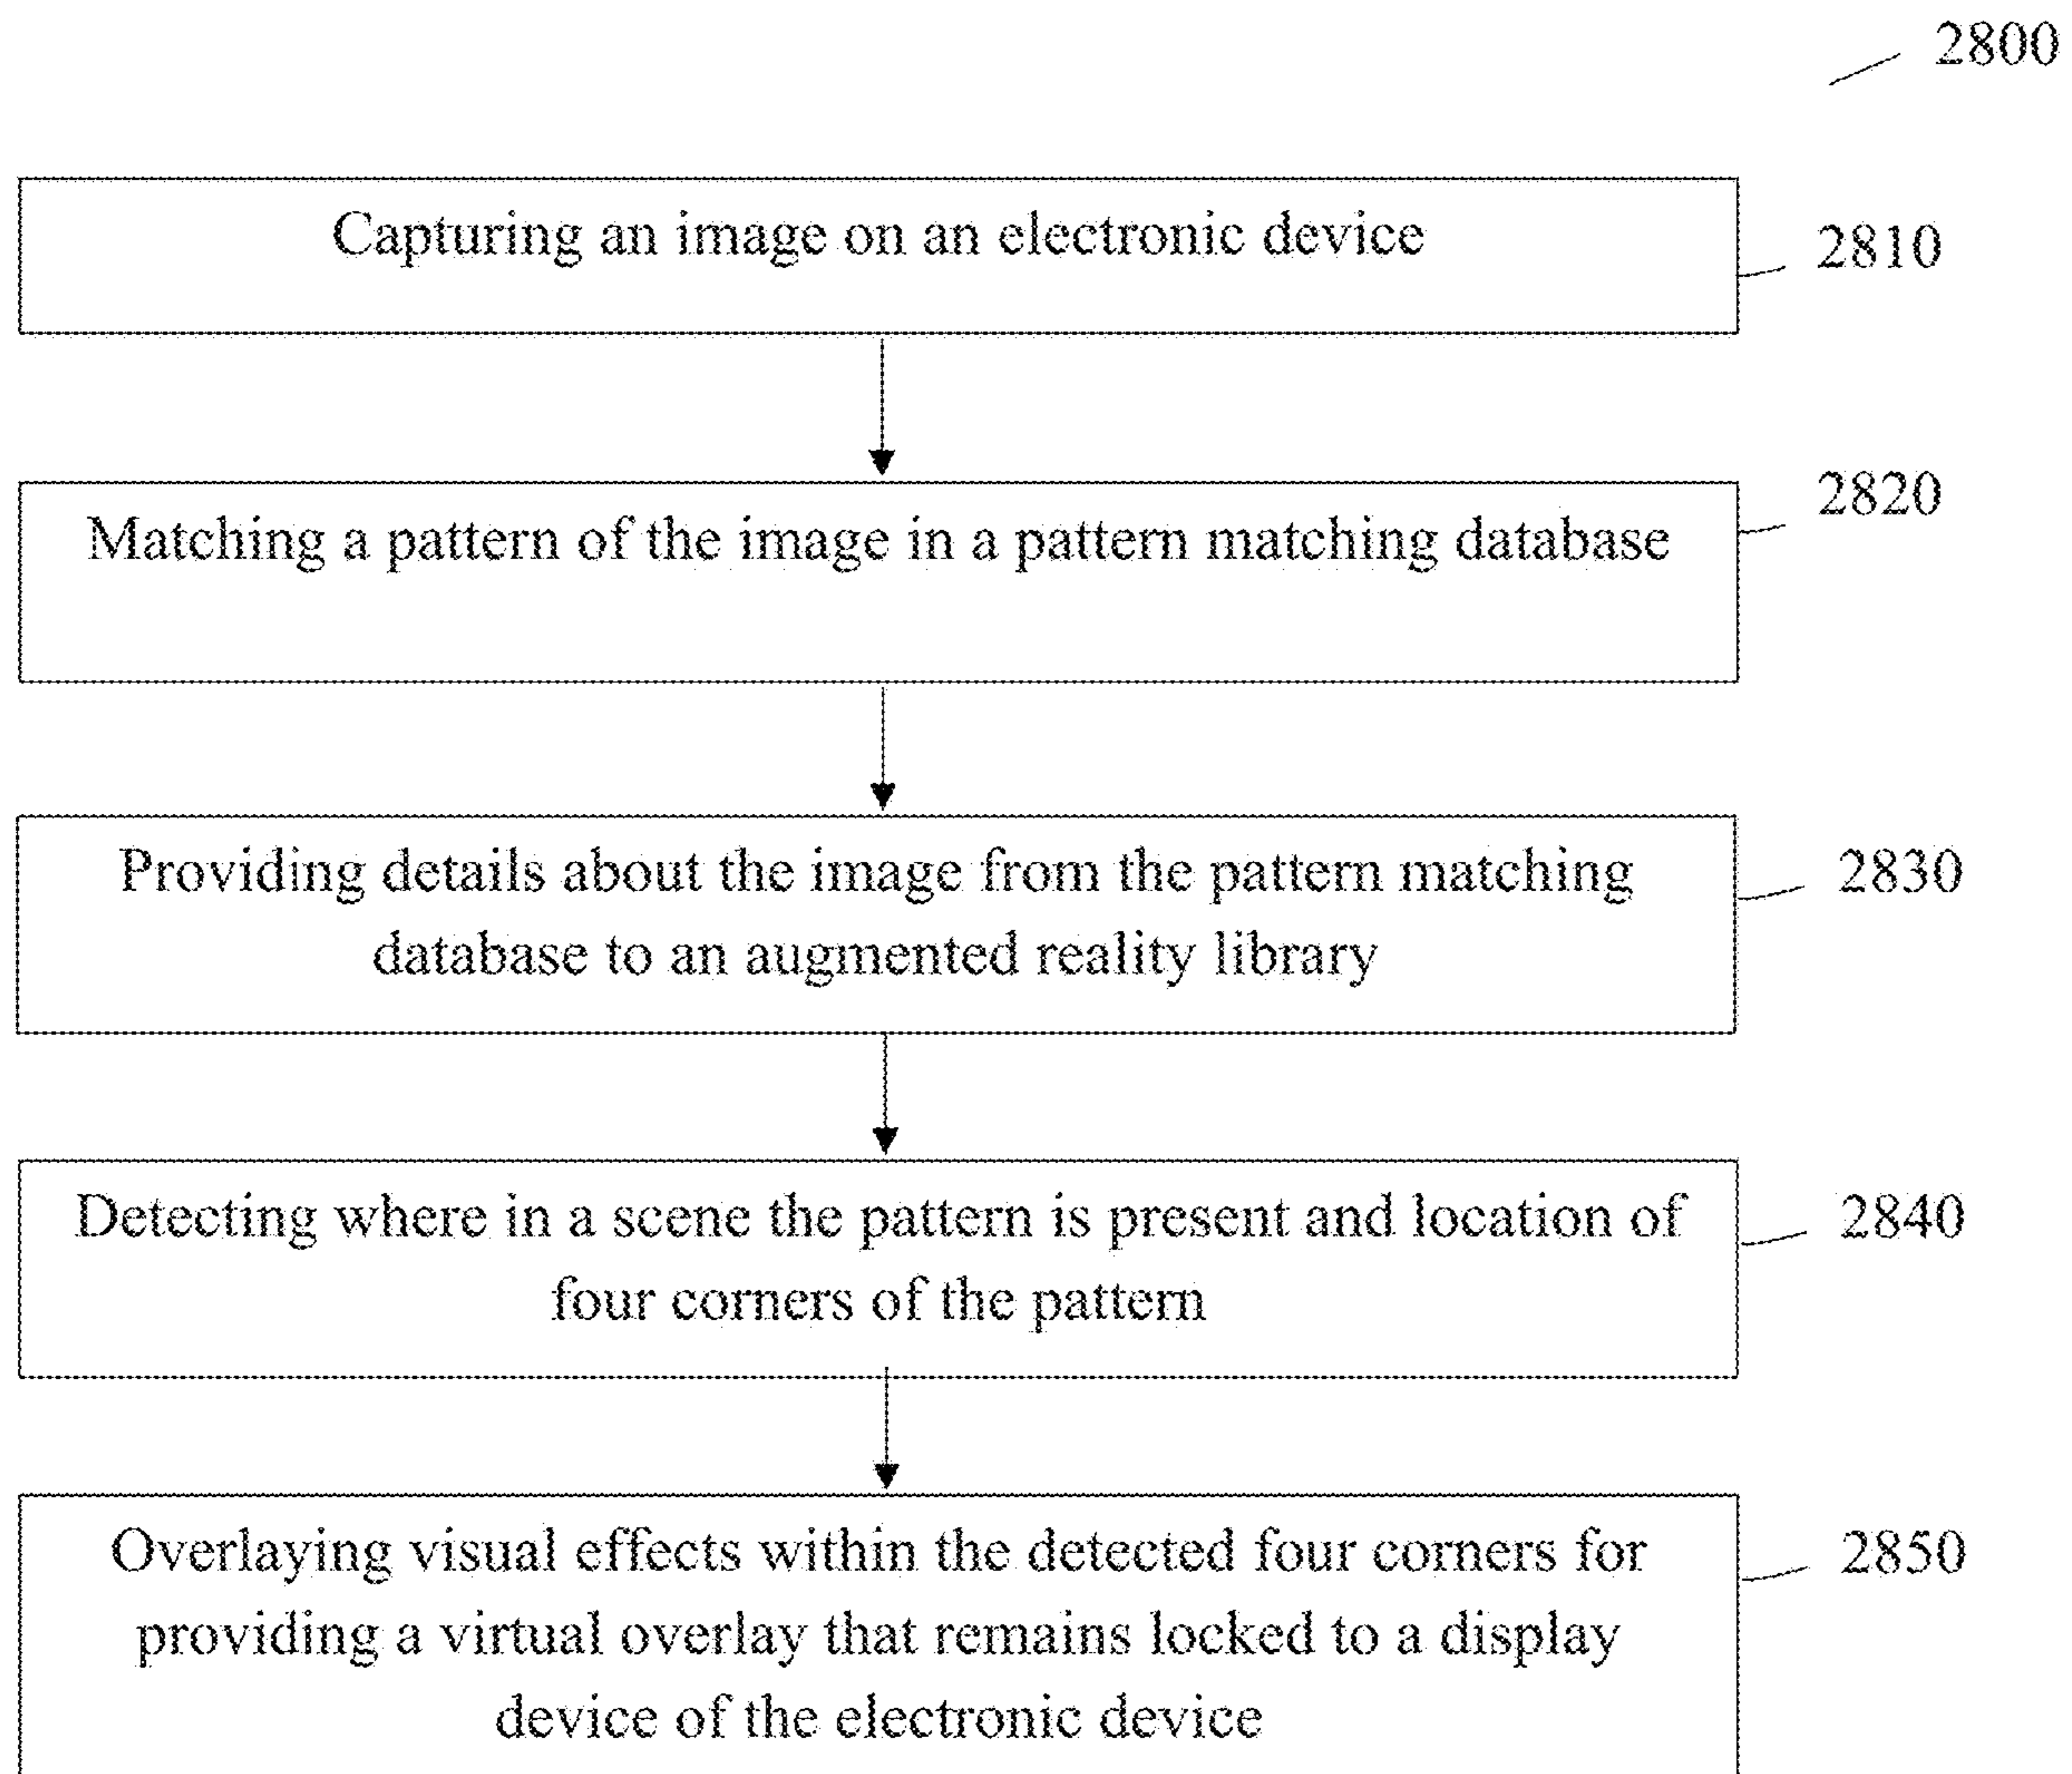 2800
Capturing an image on an electronic device
2810
Matching a pattern of the image in a pattern matching database
2820
Providing details about the image from the pattern matching
database to an augmented reality library
2830
Detecting where in a scene the pattern is present and location of
four corners of the pattern
2840
Overlaying visual effects within the detected four corners for
providing a virtual overlay that remains locked to a display
device of the electronic device
2850